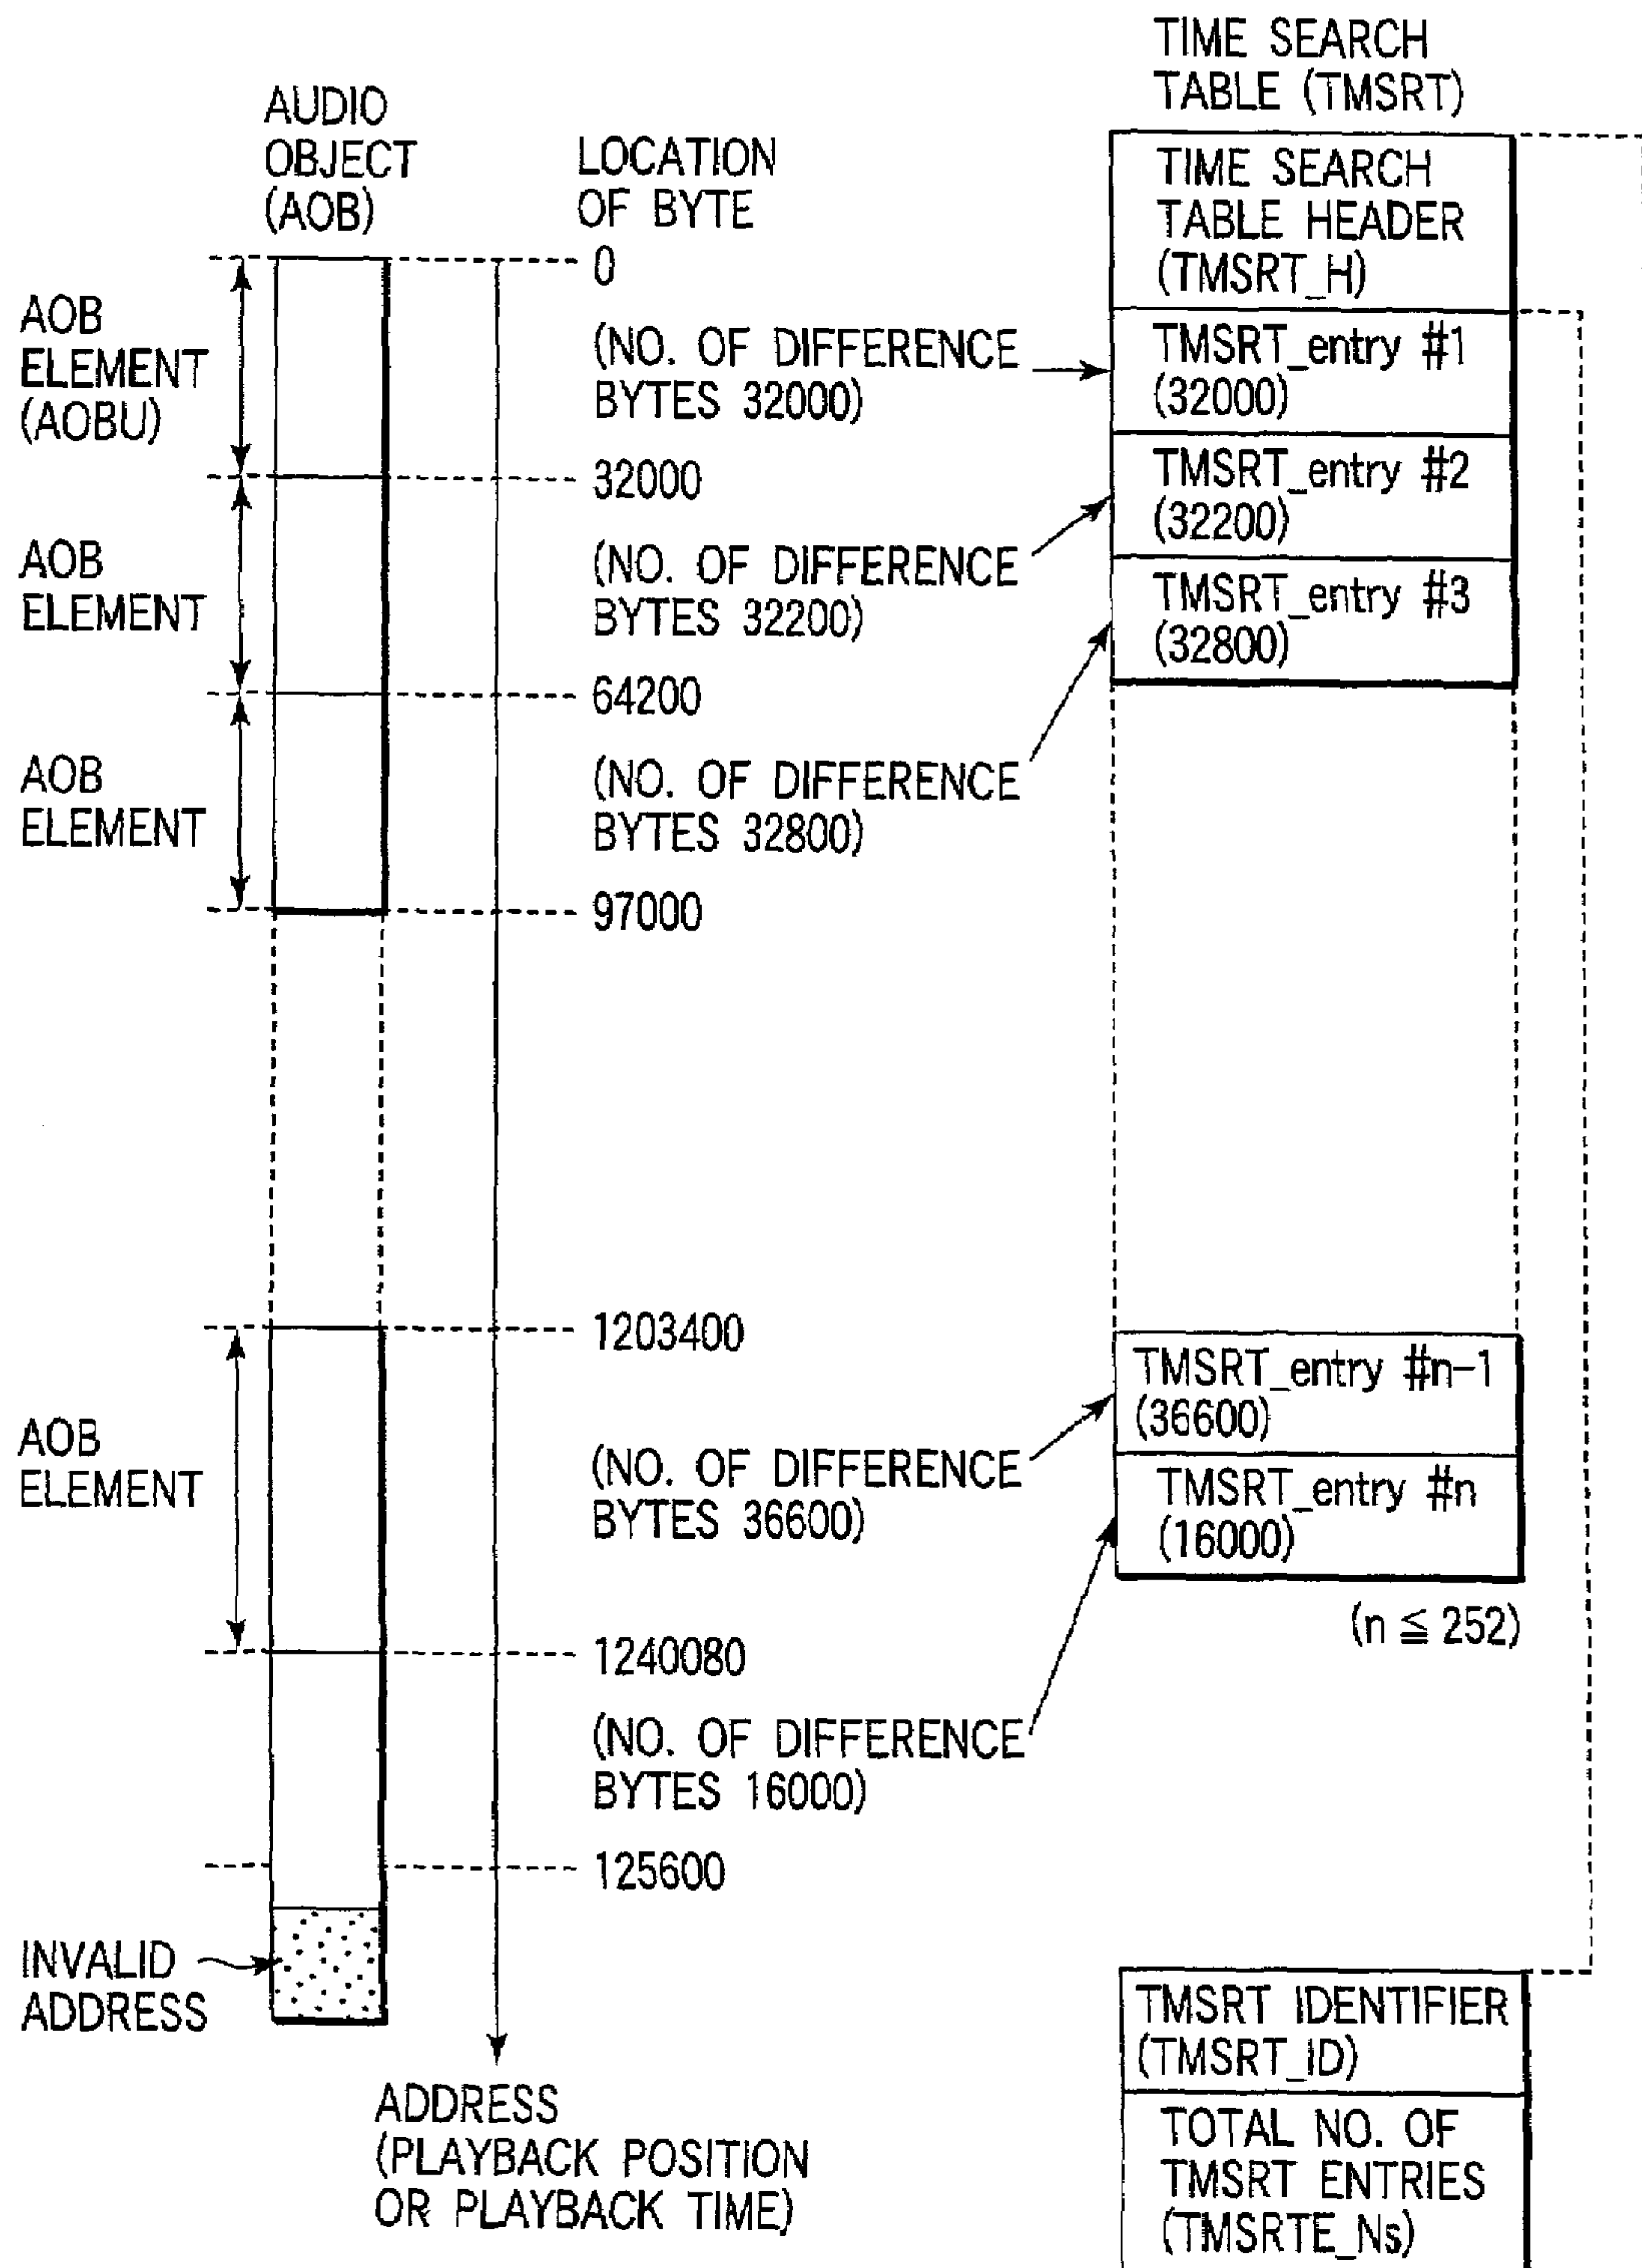 TIME SEARCH
TABLE (TMSRT)
AUDIO
OBJECT
(AOB)
LOCATION
OF BYTE
0
AOB
ELEMENT
(AOBU)
(NO. OF DIFFERENCE
BYTES 32000)
32000
AOB
ELEMENT
(NO. OF DIFFERENCE
BYTES 32200)
64200
AOB
ELEMENT
(NO. OF DIFFERENCE
BYTES 32800)
97000
1203400
AOB
ELEMENT
(NO. OF DIFFERENCE
BYTES 36600)
1240080
(NO. OF DIFFERENCE
BYTES 16000)
125600
INVALID
ADDRESS
ADDRESS
(PLAYBACK POSITION
OR PLAYBACK TIME)
TIME SEARCH
TABLE HEADER
(TMSRT_H)
TMSRT_entry #1
(32000)
TMSRT_entry #2
(32200)
TMSRT_entry #3
(32800)
TMSRT_entry #n-1
(36600)
TMSRT_entry #n
(16000)
(n ≦ 252)
TMSRT IDENTIFIER
(TMSRT_ID)
TOTAL NO. OF
TMSRT ENTRIES
(TMSRTE_Ns)